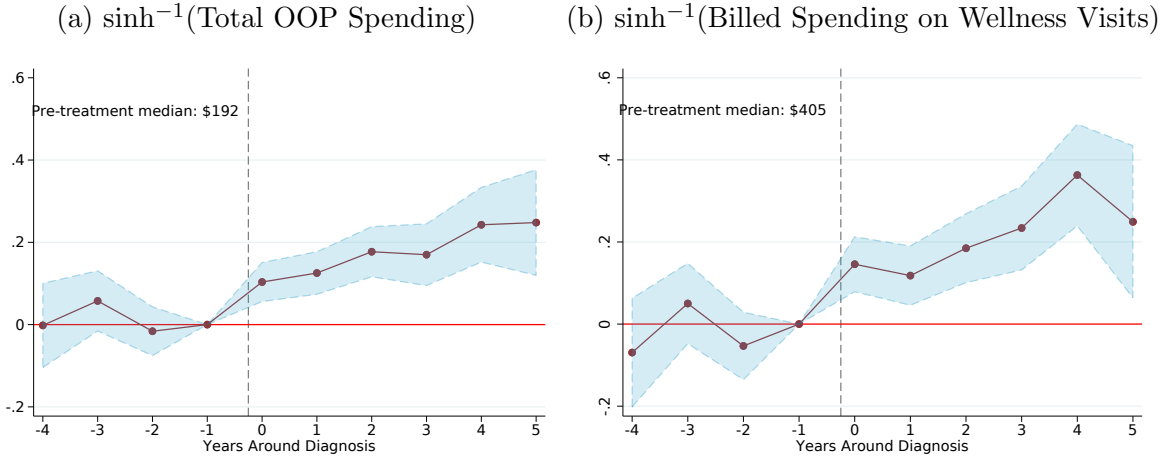 (a) sinh⁻¹(Total OOP Spending)
.6
Pre-treatment median: $192
.4
.2
0
-.2
-4 -3 -2 -1 0 1 2 3 4 5
Years Around Diagnosis
(b) sinh⁻¹(Billed Spending on Wellness Visits)
.6
Pre-treatment median: $405
.4
.2
0
-.2
-4 -3 -2 -1 0 1 2 3 4 5
Years Around Diagnosis